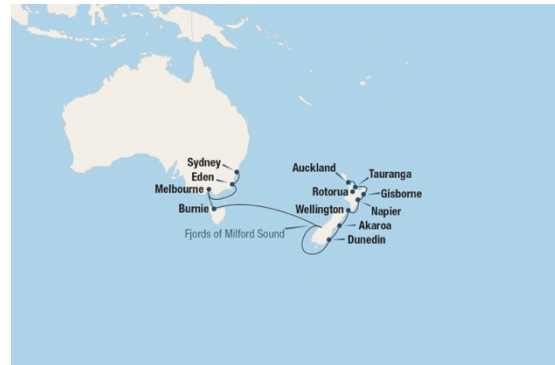 Sydney
Eden
Melbourne
Burnie
Fjords of Milford Sound
Auckland
Tauranga
Rotorua
Gisborne
Napier
Wellington
Akaroa
Dunedin